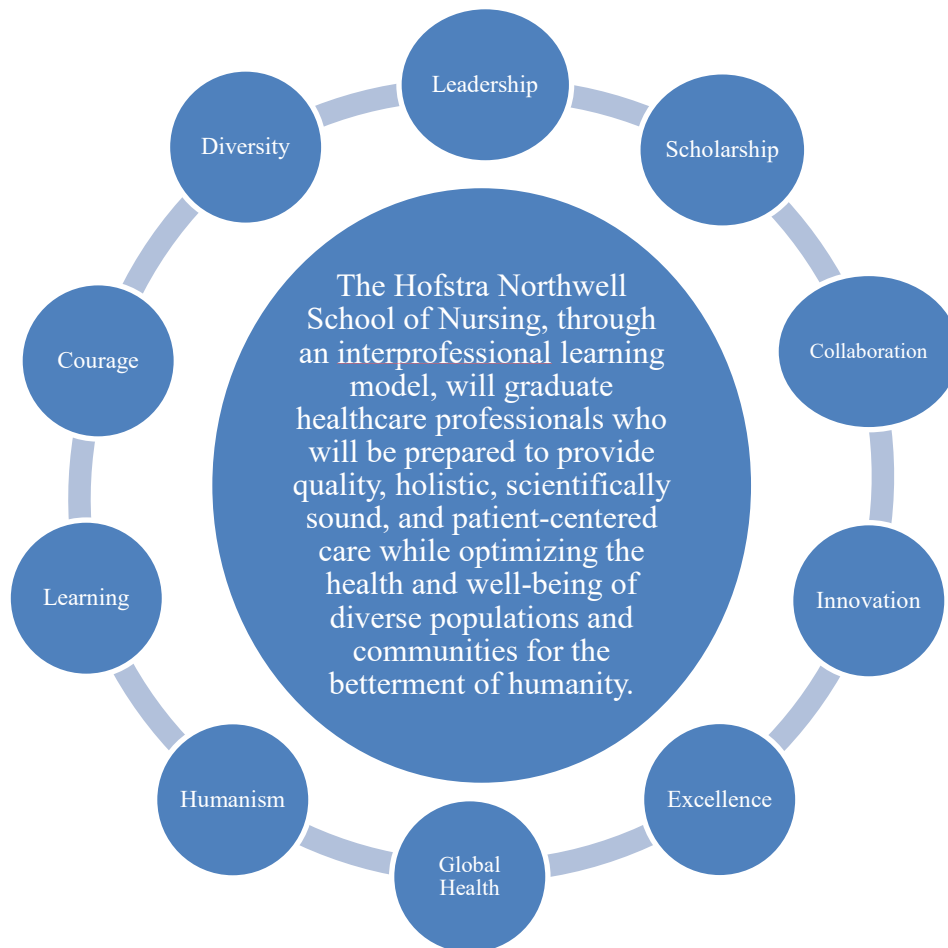 Leadership
Scholarship
Collaboration
Innovation
Excellence
Global
Health
Humanism
Learning
Courage
Diversity
The Hofstra Northwell
School of Nursing, through
an interprofessional learning
model, will graduate
healthcare professionals who
will be prepared to provide
quality, holistic, scientifically
sound, and patient-centered
care while optimizing the
health and well-being of
diverse populations and
communities for the
betterment of humanity.